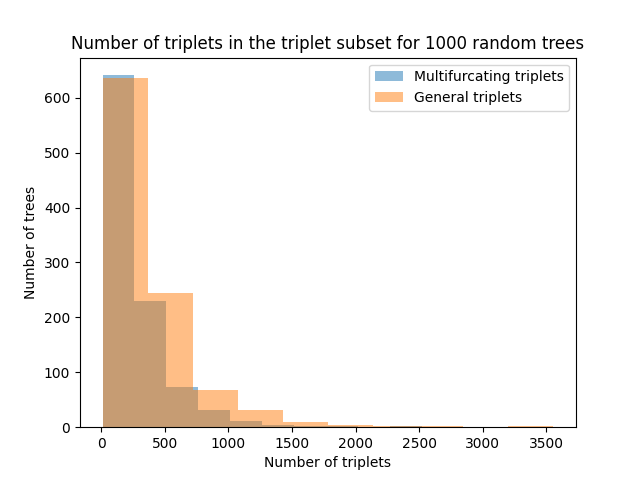 Number of triplets in the triplet subset for 1000 random trees
Multifurcating triplets
General triplets
Number of trees
600
500
400
300
200
100
0
0 500 1000 1500 2000 2500 3000 3500
Number of triplets